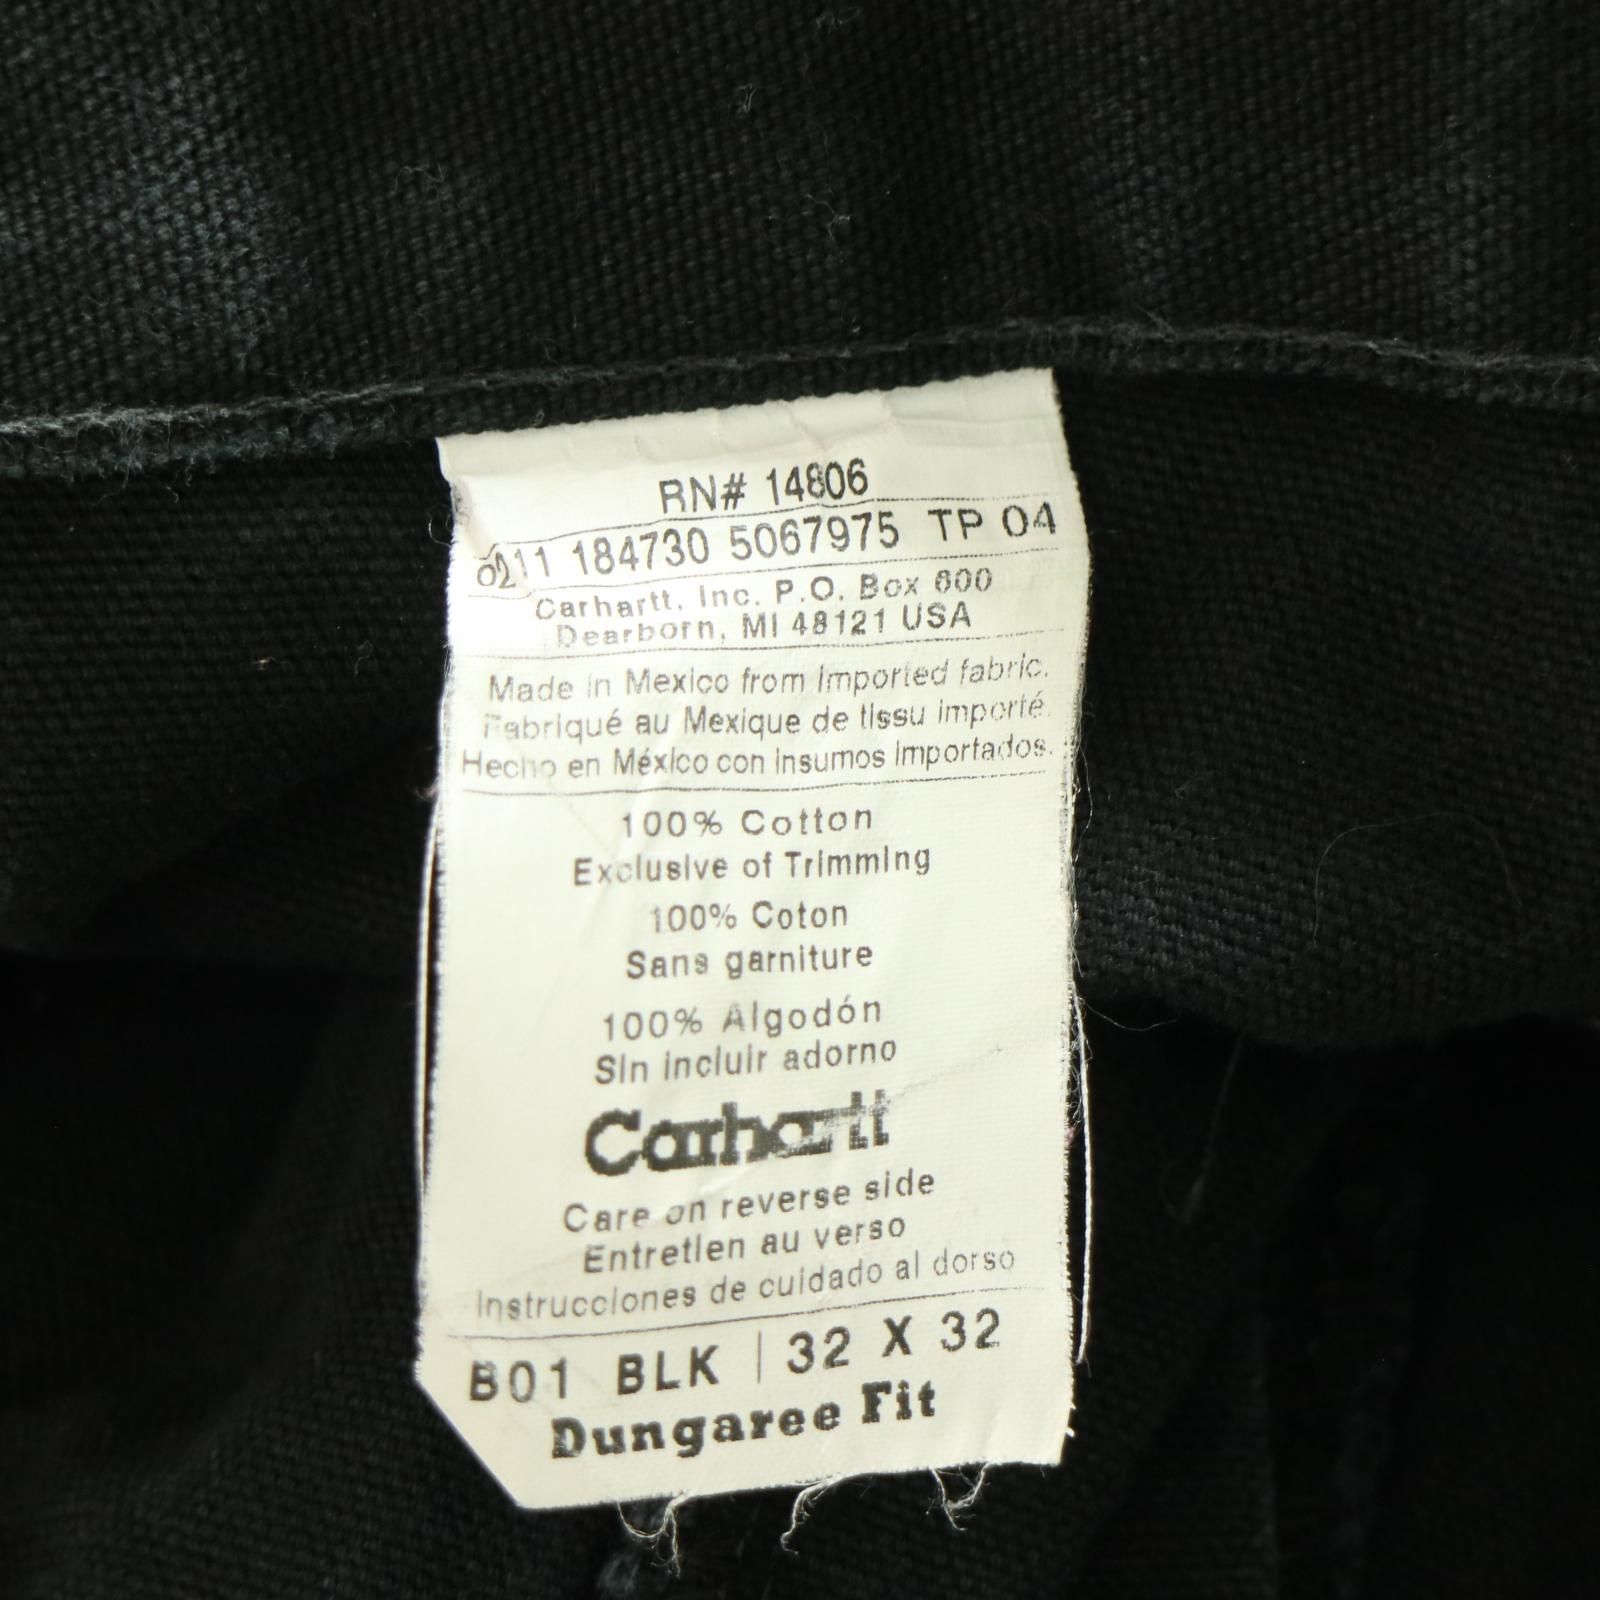 RN# 14806
0211 184730 5067975 TP 04
Carhartt, Inc. P.O. Box 600
Dearborn, MI 48121 USA
Made in Mexico from imported fabric.
Fabriqué au Mexique de tissu importé.
Hecho en México con insumos importados.
100% Cotton
Exclusive of Trimming
100% Coton
Sans garniture
100% Algodón
Sin incluir adorno
Carhartt
Care on reverse side
Entretien au verso
Instrucciones de cuidado al dorso
B01 BLK | 32 X 32
Dungaree Fit